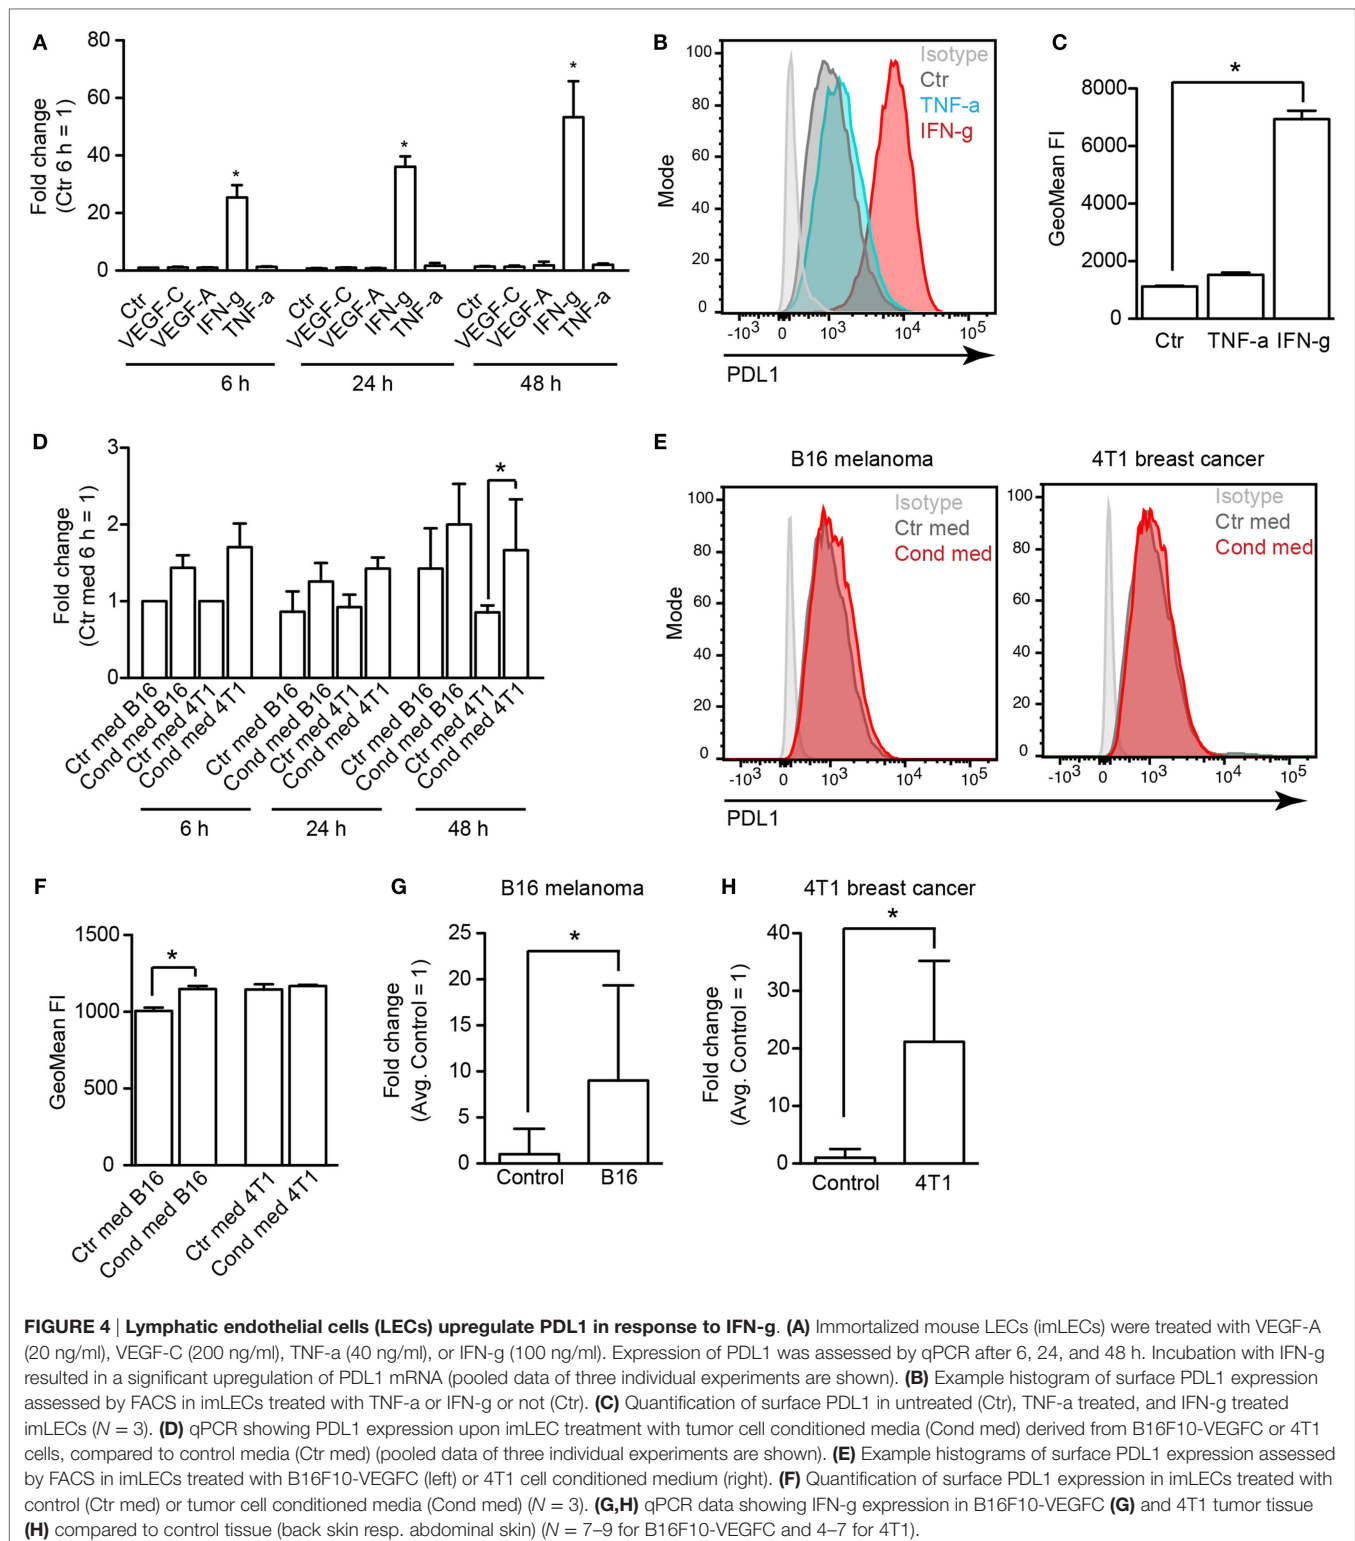 A
80
60
40
20
0
Fold change
(Ctr 6 h = 1)
*
*
*
Ctr
VEGF-C
VEGF-A
IFN-g
TNF-a
Ctr
VEGF-C
VEGF-A
IFN-g
TNF-a
Ctr
VEGF-C
VEGF-A
IFN-g
TNF-a
6 h
24 h
48 h
B
100
80
60
40
20
0
Mode
Isotype
Ctr
TNF-a
IFN-g
-10³ 0 10³ 10⁴ 10⁵
PDL1
C
8000
6000
4000
2000
0
GeoMean FI
*
Ctr TNF-a IFN-g
D
3
2
1
0
Fold change
(Ctr med 6 h = 1)
*
Ctr med B16
Cond med B16
Ctr med 4T1
Cond med 4T1
Ctr med B16
Cond med B16
Ctr med 4T1
Cond med 4T1
Ctr med B16
Cond med B16
Ctr med 4T1
Cond med 4T1
6 h
24 h
48 h
E
B16 melanoma
100
80
60
40
20
0
Mode
Isotype
Ctr med
Cond med
-10³ 0 10³ 10⁴ 10⁵
4T1 breast cancer
100
80
60
40
20
0
Isotype
Ctr med
Cond med
-10³ 0 10³ 10⁴ 10⁵
PDL1
F
1500
1000
500
0
GeoMean FI
*
Ctr med B16
Cond med B16
Ctr med 4T1
Cond med 4T1
G
B16 melanoma
25
20
15
10
5
0
Fold change
(Avg. Control = 1)
*
Control B16
H
4T1 breast cancer
40
30
20
10
0
Fold change
(Avg. Control = 1)
*
Control 4T1
FIGURE 4 | Lymphatic endothelial cells (LECs) upregulate PDL1 in response to IFN-g. (A) Immortalized mouse LECs (imLECs) were treated with VEGF-A
(20 ng/ml), VEGF-C (200 ng/ml), TNF-a (40 ng/ml), or IFN-g (100 ng/ml). Expression of PDL1 was assessed by qPCR after 6, 24, and 48 h. Incubation with IFN-g
resulted in a significant upregulation of PDL1 mRNA (pooled data of three individual experiments are shown). (B) Example histogram of surface PDL1 expression
assessed by FACS in imLECs treated with TNF-a or IFN-g or not (Ctr). (C) Quantification of surface PDL1 in untreated (Ctr), TNF-a treated, and IFN-g treated
imLECs (N = 3). (D) qPCR showing PDL1 expression upon imLEC treatment with tumor cell conditioned media (Cond med) derived from B16F10-VEGFC or 4T1
cells, compared to control media (Ctr med) (pooled data of three individual experiments are shown). (E) Example histograms of surface PDL1 expression assessed
by FACS in imLECs treated with B16F10-VEGFC (left) or 4T1 cell conditioned medium (right). (F) Quantification of surface PDL1 expression in imLECs treated with
control (Ctr med) or tumor cell conditioned media (Cond med) (N = 3). (G,H) qPCR data showing IFN-g expression in B16F10-VEGFC (G) and 4T1 tumor tissue
(H) compared to control tissue (back skin resp. abdominal skin) (N = 7–9 for B16F10-VEGFC and 4–7 for 4T1).